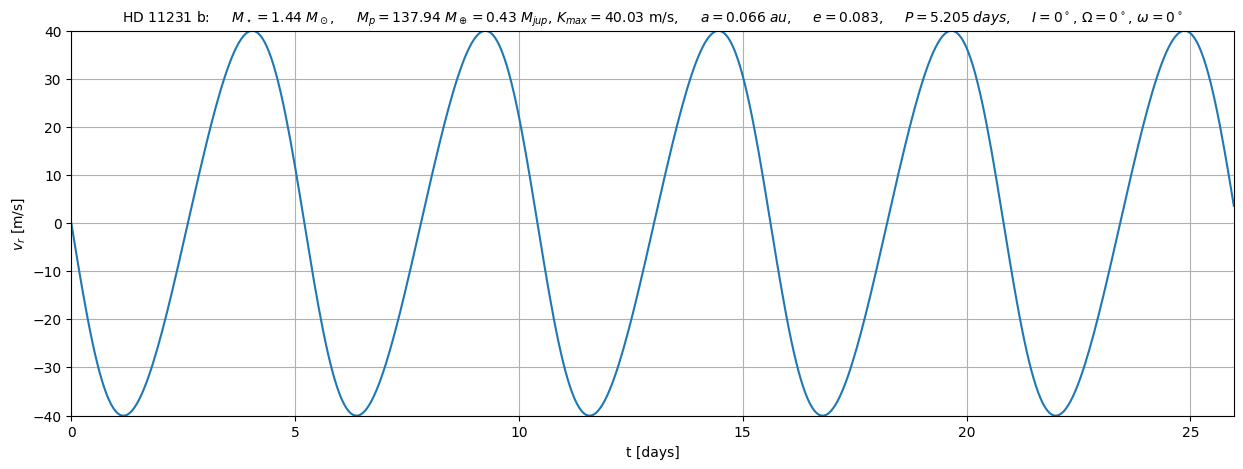 HD 11231 b: M⋆ = 1.44 M⊙, Mp = 137.94 M⊕ = 0.43 Mjup, Kmax = 40.03 m/s, a = 0.066 au, e = 0.083, P = 5.205 days, I = 0°, Ω = 0°, ω = 0°
40
30
20
10
0
−10
−20
−30
−40
vr [m/s]
0 5 10 15 20 25
t [days]